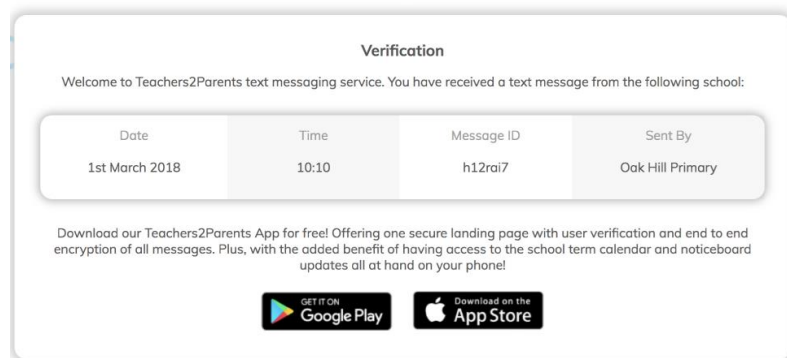 Verification
Welcome to Teachers2Parents text messaging service. You have received a text message from the following school:
Date Time Message ID Sent By
1st March 2018 10:10 h12rai7 Oak Hill Primary
Download our Teachers2Parents App for free! Offering one secure landing page with user verification and end to end
encryption of all messages. Plus, with the added benefit of having access to the school term calendar and noticeboard
updates all at hand on your phone!
GET IT ON
Google Play
Download on the
App Store